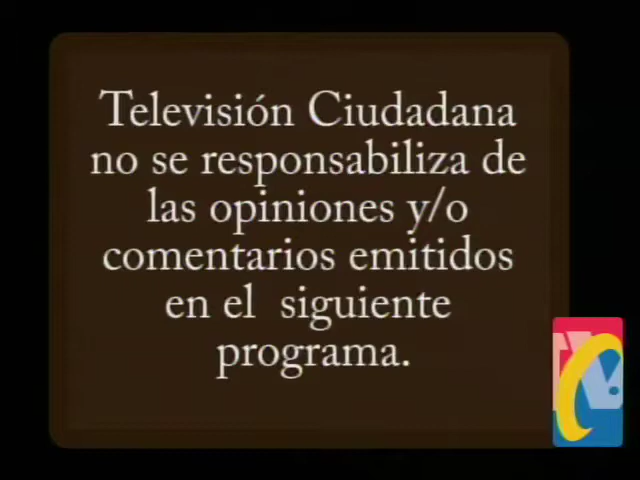 Televisión Ciudadana
no se responsabiliza de
las opiniones y/o
comentarios emitidos
en el siguiente
programa.